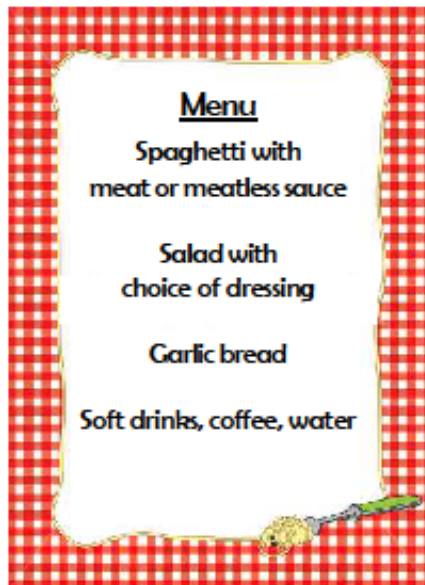 Menu
Spaghetti with
meat or meatless sauce
Salad with
choice of dressing
Garlic bread
Soft drinks, coffee, water